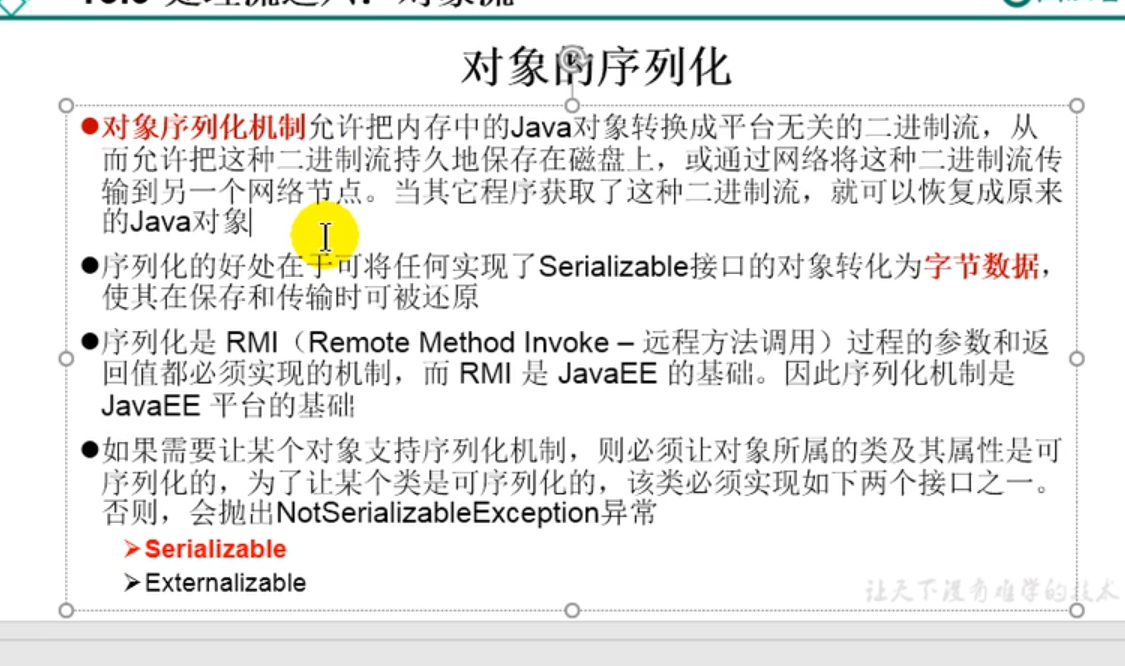 对象的序列化
●对象序列化机制允许把内存中的Java对象转换成平台无关的二进制流，从
而允许把这种二进制流持久地保存在磁盘上，或通过网络将这种二进制流传
输到另一个网络节点。当其它程序获取了这种二进制流，就可以恢复成原来
的Java对象
●序列化的好处在于可将任何实现了Serializable接口的对象转化为字节数据，
使其在保存和传输时可被还原
●序列化是 RMI（Remote Method Invoke – 远程方法调用）过程的参数和返
回值都必须实现的机制，而 RMI 是 JavaEE 的基础。因此序列化机制是
JavaEE 平台的基础
●如果需要让某个对象支持序列化机制，则必须让对象所属的类及其属性是可
序列化的，为了让某个类是可序列化的，该类必须实现如下两个接口之一。
否则，会抛出NotSerializableException异常
➢Serializable
➢Externalizable
让天下没有难学的技术